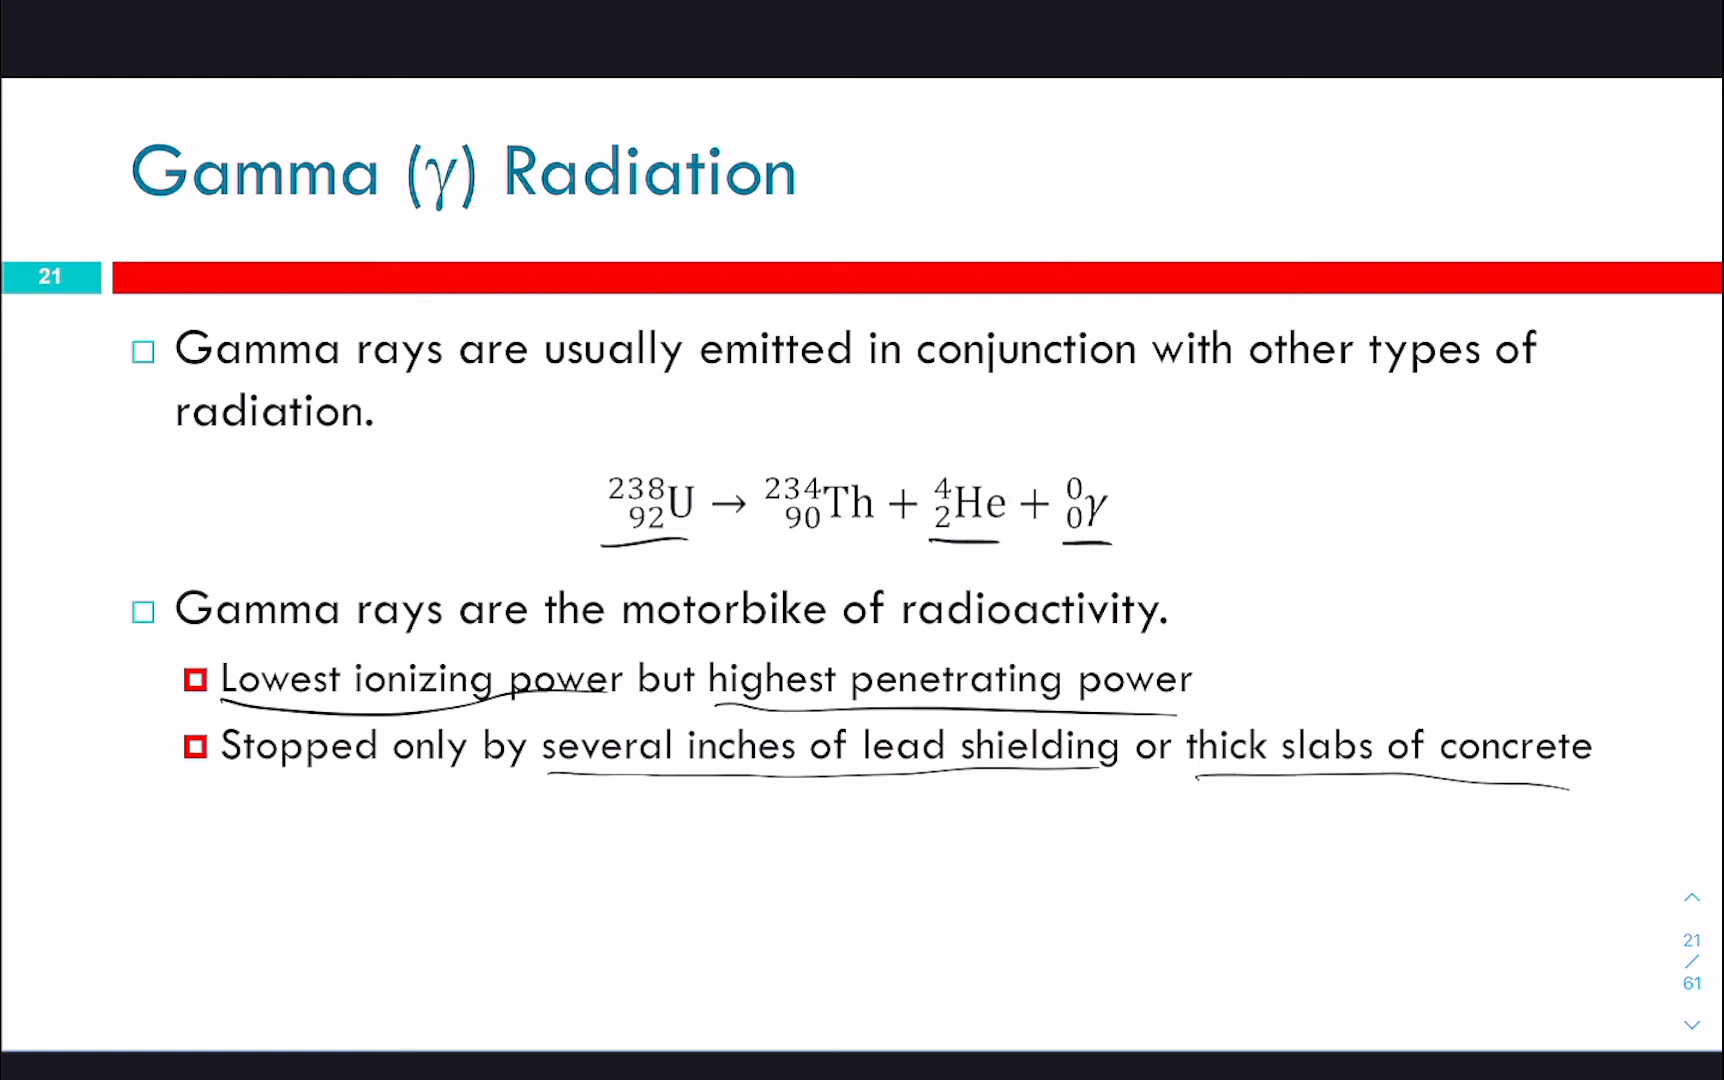 Gamma (γ) Radiation
21
Gamma rays are usually emitted in conjunction with other types of
radiation.
²³⁸₉₂U → ²³⁴₉₀Th + ⁴₂He + ⁰₀γ
Gamma rays are the motorbike of radioactivity.
Lowest ionizing power but highest penetrating power
Stopped only by several inches of lead shielding or thick slabs of concrete
21
/
61